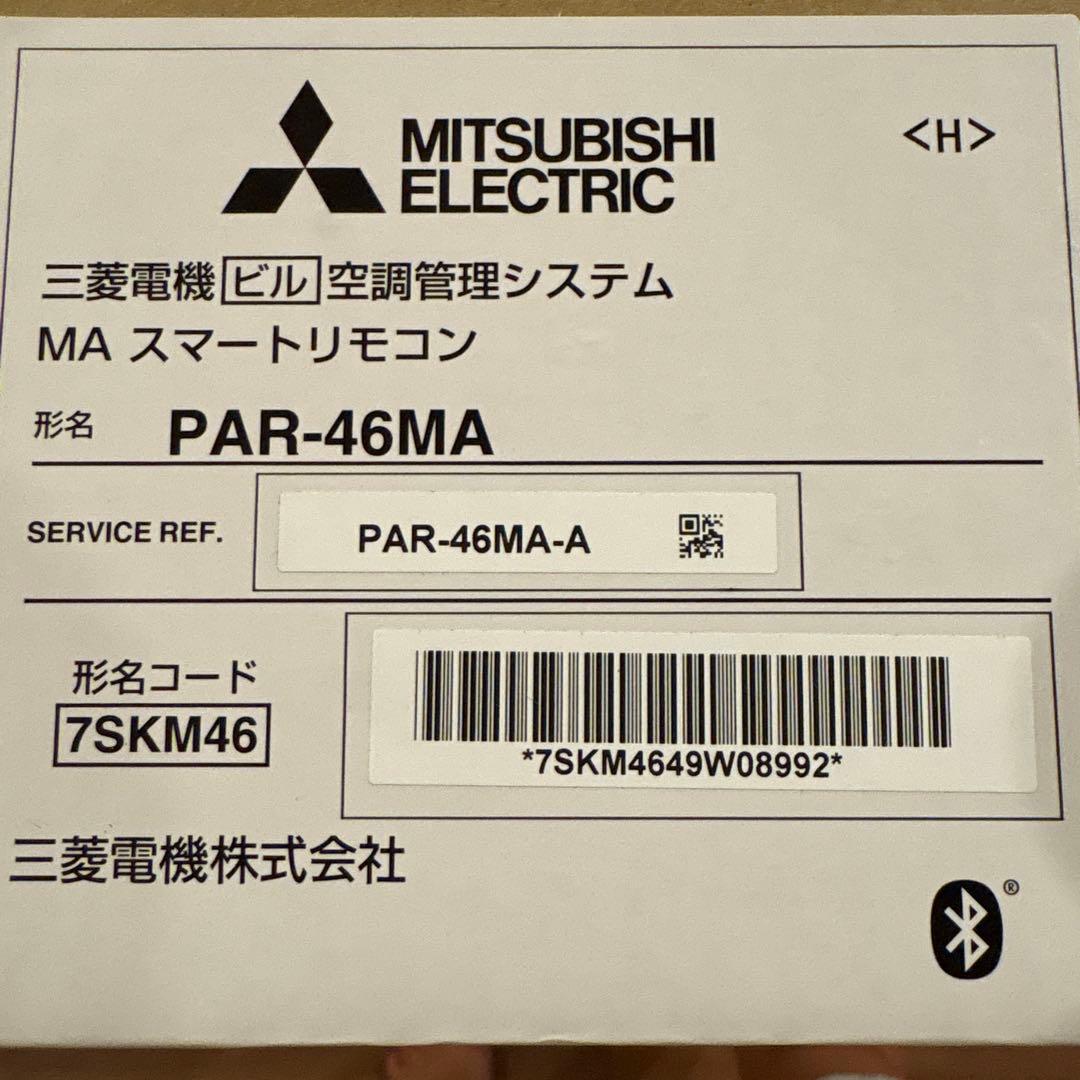 MITSUBISHI
ELECTRIC
<H>
三菱電機ビル空調管理システム
MA スマートリモコン
形名 PAR-46MA
SERVICE REF. PAR-46MA-A
形名コード
7SKM46
*7SKM4649W08992*
三菱電機株式会社
®